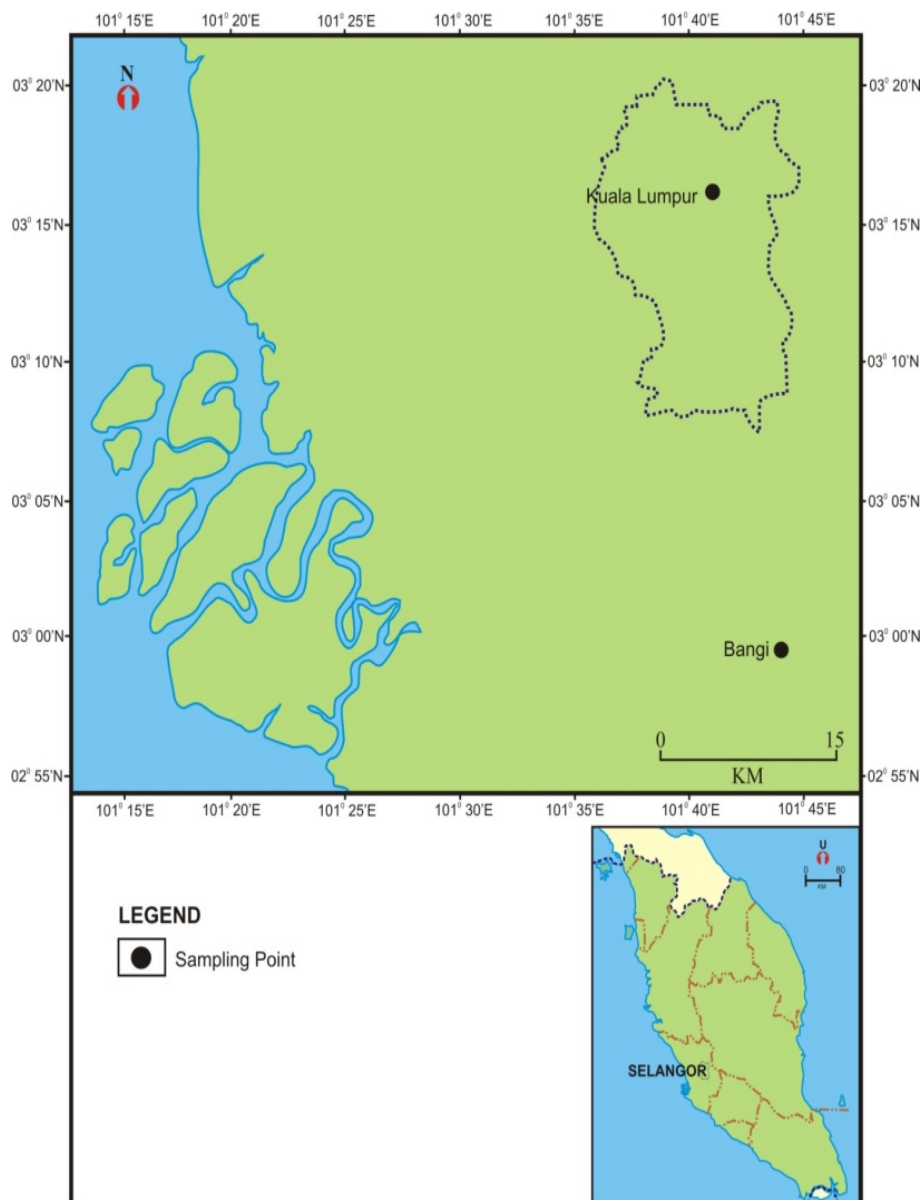 101° 15'E 101° 20'E 101° 25'E 101° 30'E 101° 35'E 101° 40'E 101° 45'E
N
03° 20'N 03° 20'N
Kuala Lumpur
03° 15'N 03° 15'N
03° 10'N 03° 10'N
03° 05'N 03° 05'N
03° 00'N 03° 00'N
Bangi
0 15
KM
02° 55'N 02° 55'N
101° 15'E 101° 20'E 101° 25'E 101° 30'E 101° 35'E 101° 40'E 101° 45'E
U
0 80
KM
LEGEND
Sampling Point
SELANGOR